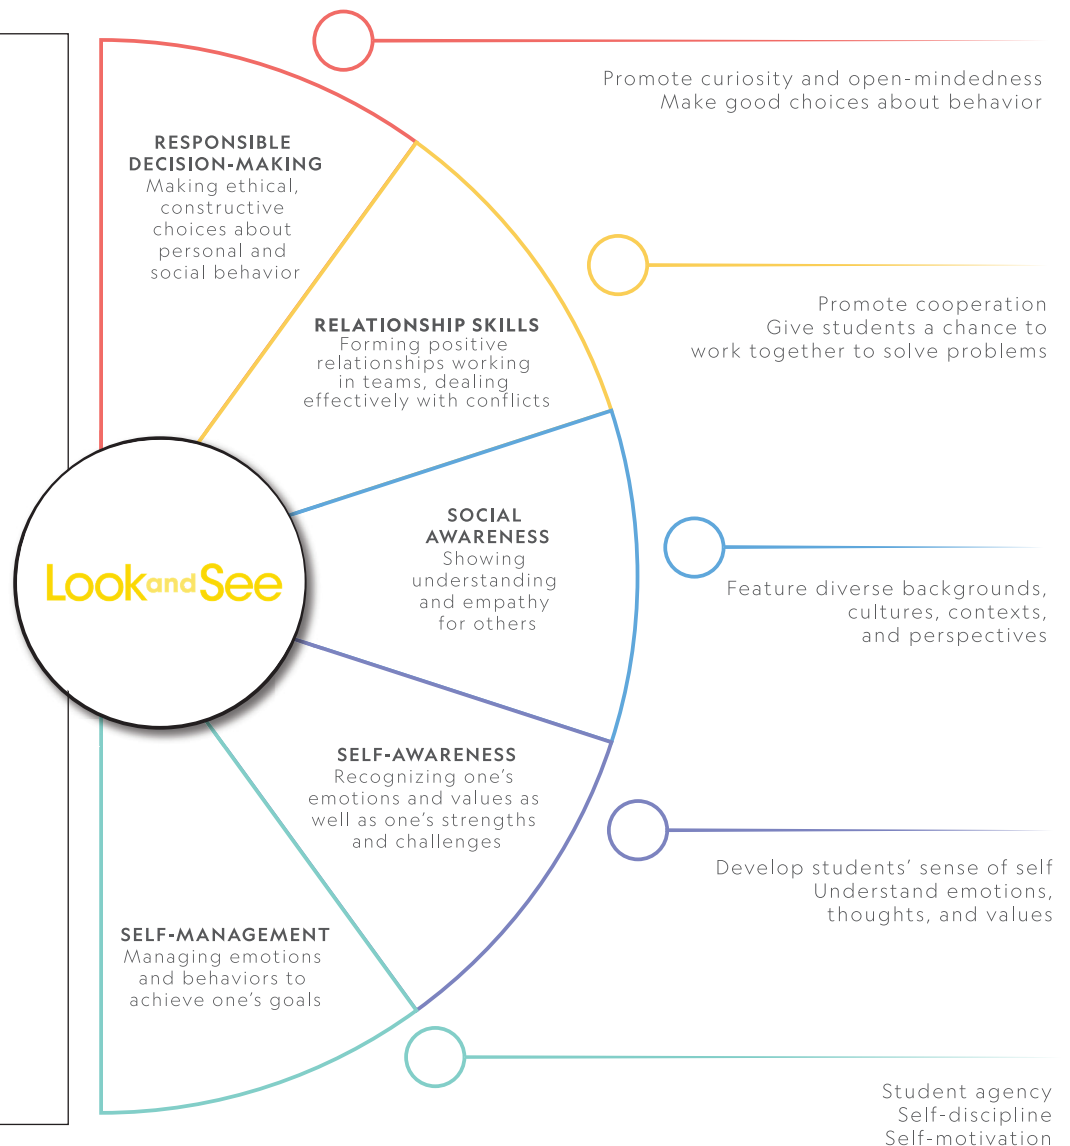 Promote curiosity and open-mindedness
Make good choices about behavior
RESPONSIBLE
DECISION-MAKING
Making ethical,
constructive
choices about
personal and
social behavior
Promote cooperation
Give students a chance to
work together to solve problems
RELATIONSHIP SKILLS
Forming positive
relationships working
in teams, dealing
effectively with conflicts
SOCIAL
AWARENESS
Showing
understanding
and empathy
for others
Look and See
Feature diverse backgrounds,
cultures, contexts,
and perspectives
SELF-AWARENESS
Recognizing one's
emotions and values as
well as one's strengths
and challenges
Develop students' sense of self
Understand emotions,
thoughts, and values
SELF-MANAGEMENT
Managing emotions
and behaviors to
achieve one's goals
Student agency
Self-discipline
Self-motivation